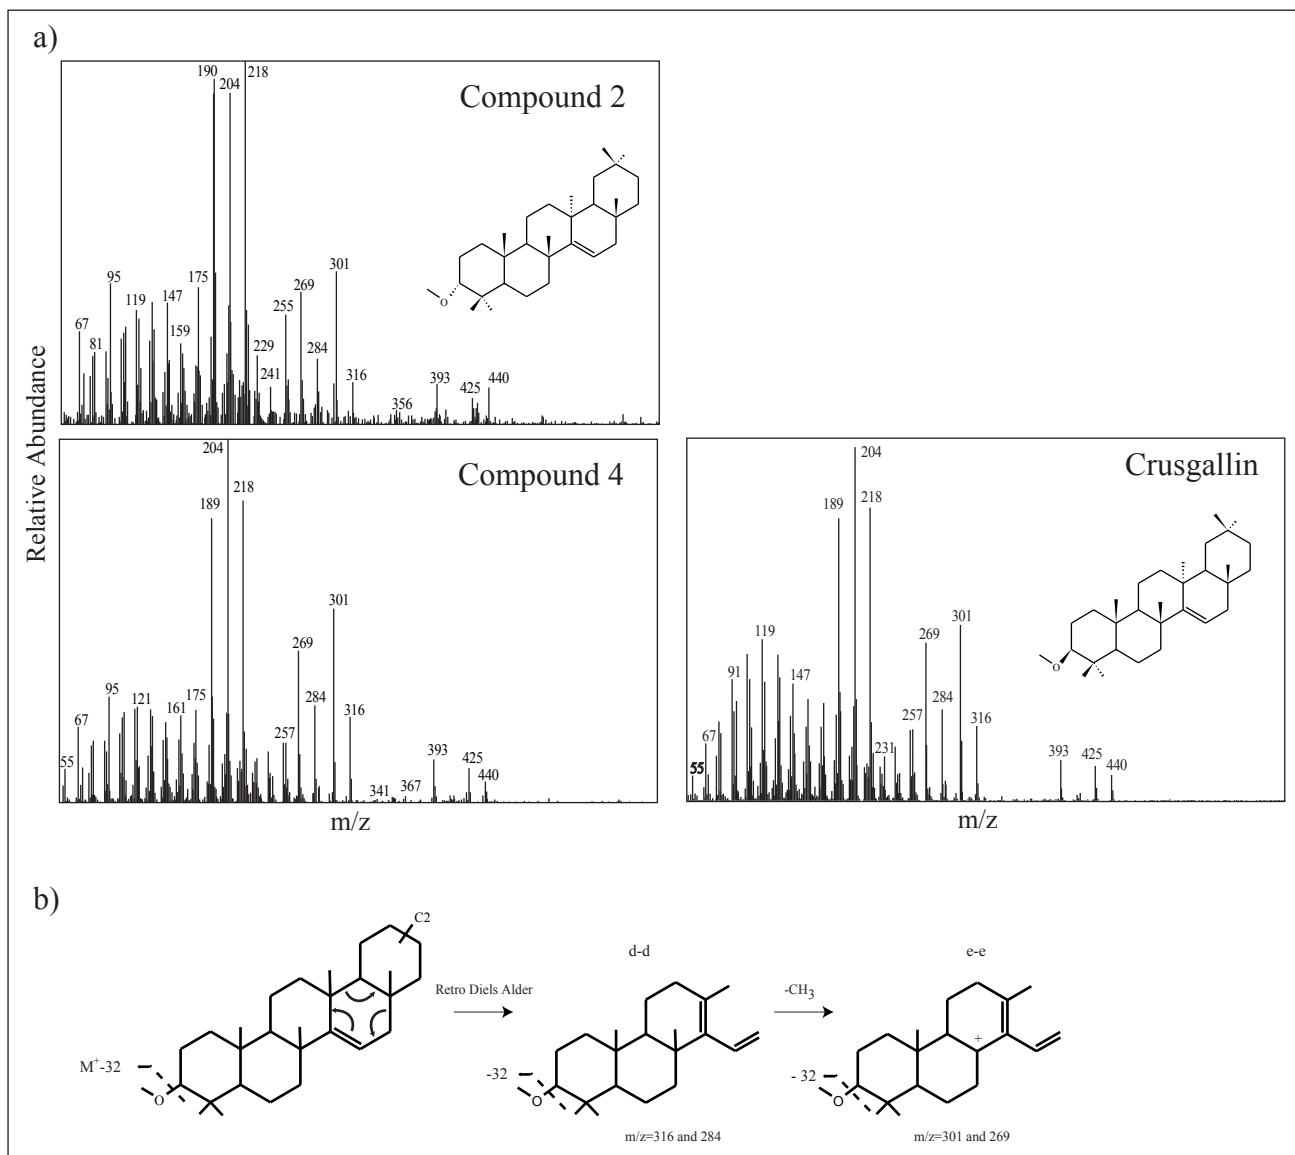 a)
Relative Abundance
Compound 2
190
204
218
95
67
81
119
147
159
175
229
241
255
269
284
301
316
356
393
425
440
O
Compound 4
204
189
218
55
67
95
121
161
175
257
269
284
301
316
341
367
393
425
440
m/z
Crusgallin
204
189
218
55
67
91
119
147
231
257
269
284
301
316
393
425
440
O
m/z
b)
C2
M+-32
O
Retro Diels Alder
d-d
-32
O
m/z=316 and 284
-CH3
e-e
+
- 32
O
m/z=301 and 269